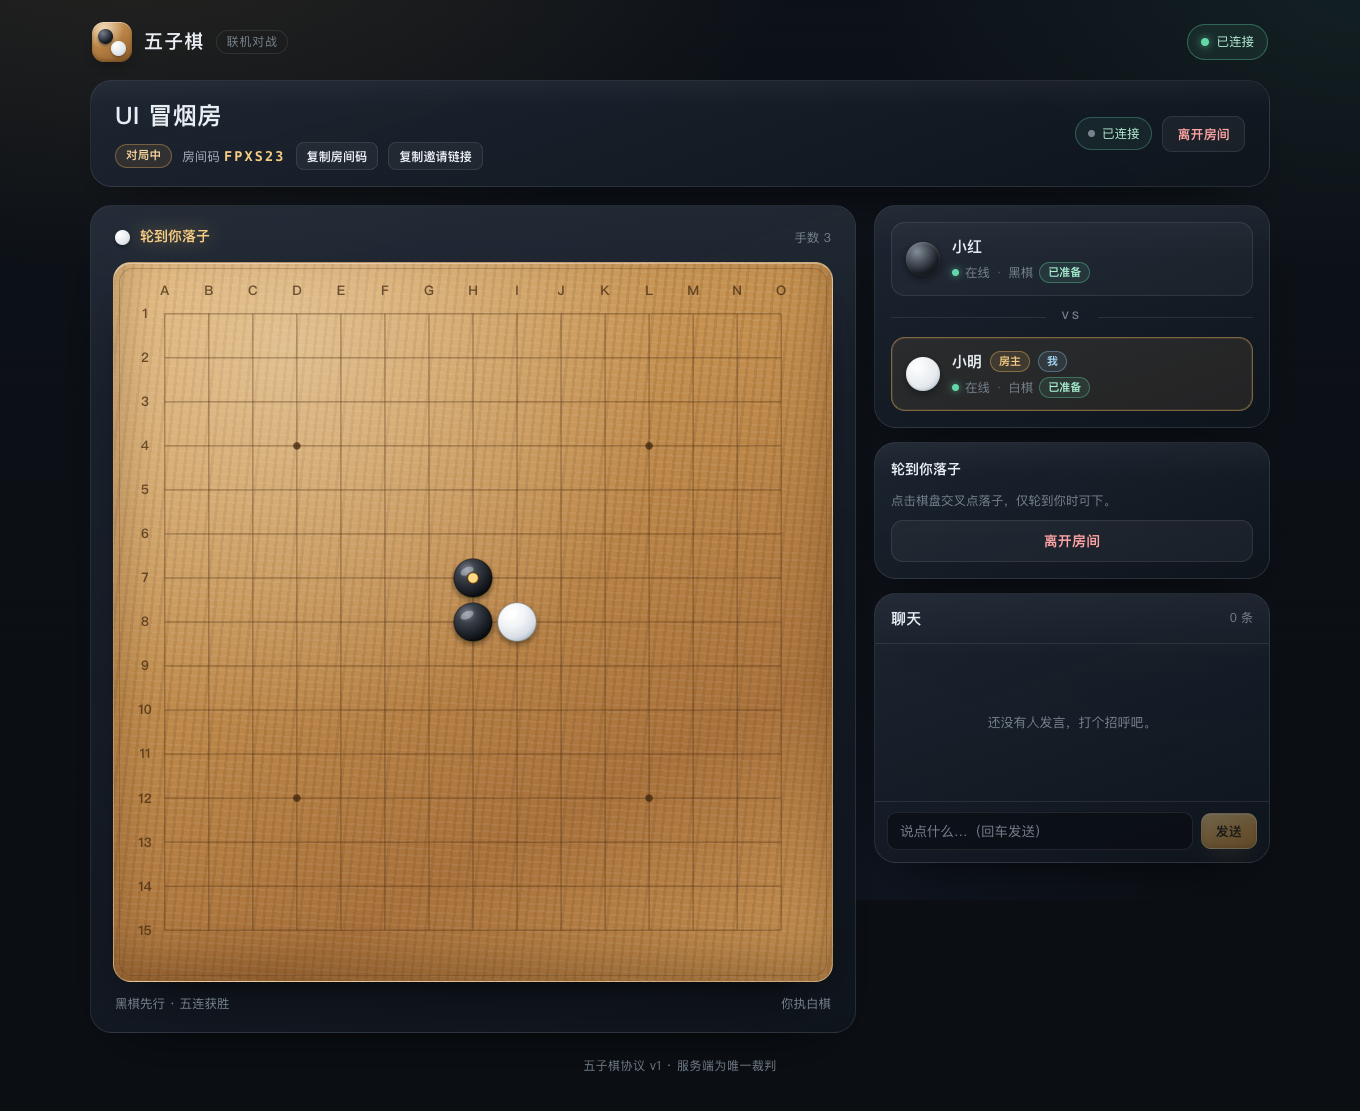 五子棋 联机对战 已连接
UI 冒烟房
对局中 房间码 FPXS23 复制房间码 复制邀请链接 已连接 离开房间
轮到你落子 手数 3
A B C D E F G H I J K L M N O
1
2
3
4
5
6
7
8
9
10
11
12
13
14
15
黑棋先行 · 五连获胜 你执白棋
小红
在线 · 黑棋 已准备
VS
小明 房主 我
在线 · 白棋 已准备
轮到你落子
点击棋盘交叉点落子，仅轮到你时可下。
离开房间
聊天 0 条
还没有人发言，打个招呼吧。
说点什么…（回车发送） 发送
五子棋协议 v1 · 服务端为唯一裁判